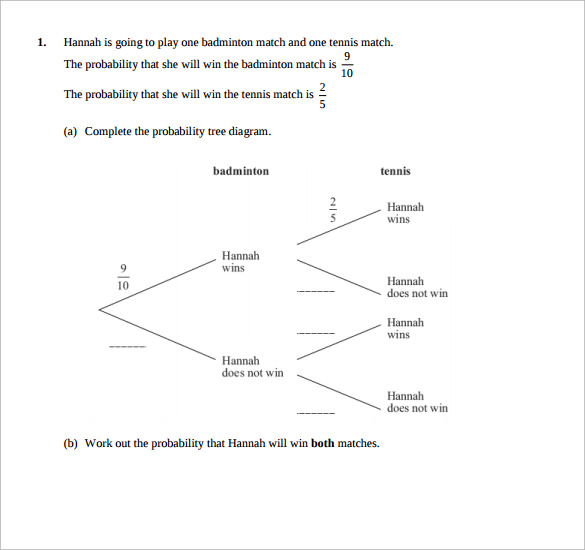 1. Hannah is going to play one badminton match and one tennis match.
The probability that she will win the badminton match is 9/10
The probability that she will win the tennis match is 2/5
(a) Complete the probability tree diagram.
badminton tennis
2/5
Hannah
wins
Hannah
wins
9/10
Hannah
does not win
______
Hannah
wins
______
______
Hannah
does not win
Hannah
does not win
______
(b) Work out the probability that Hannah will win both matches.